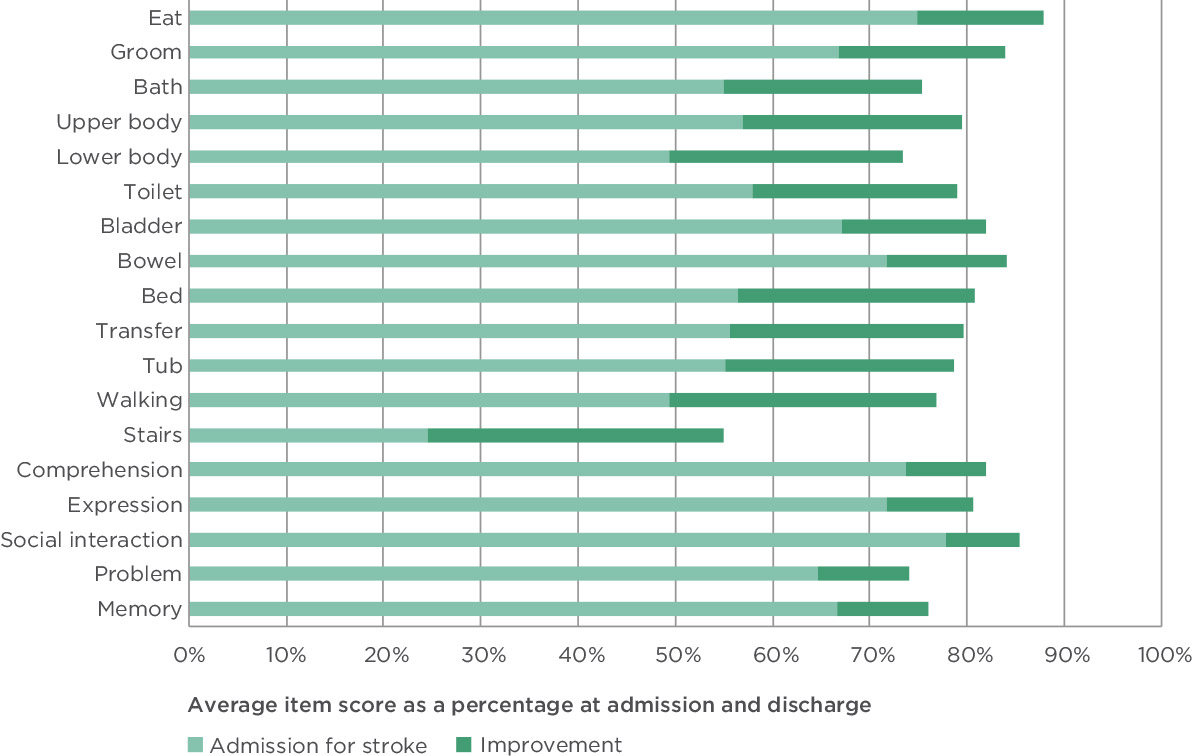 Eat
Groom
Bath
Upper body
Lower body
Toilet
Bladder
Bowel
Bed
Transfer
Tub
Walking
Stairs
Comprehension
Expression
Social interaction
Problem
Memory
0% 10% 20% 30% 40% 50% 60% 70% 80% 90% 100%
Average item score as a percentage at admission and discharge
Admission for stroke Improvement